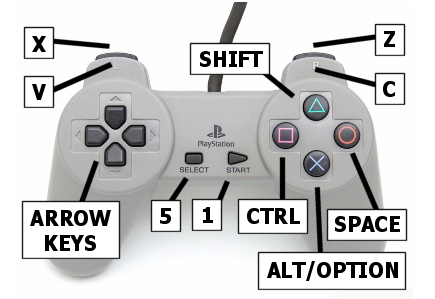 X
Z
SHIFT
R
V
C
PlayStation
SELECT
START
ARROW
KEYS
5
1
CTRL
SPACE
ALT/OPTION